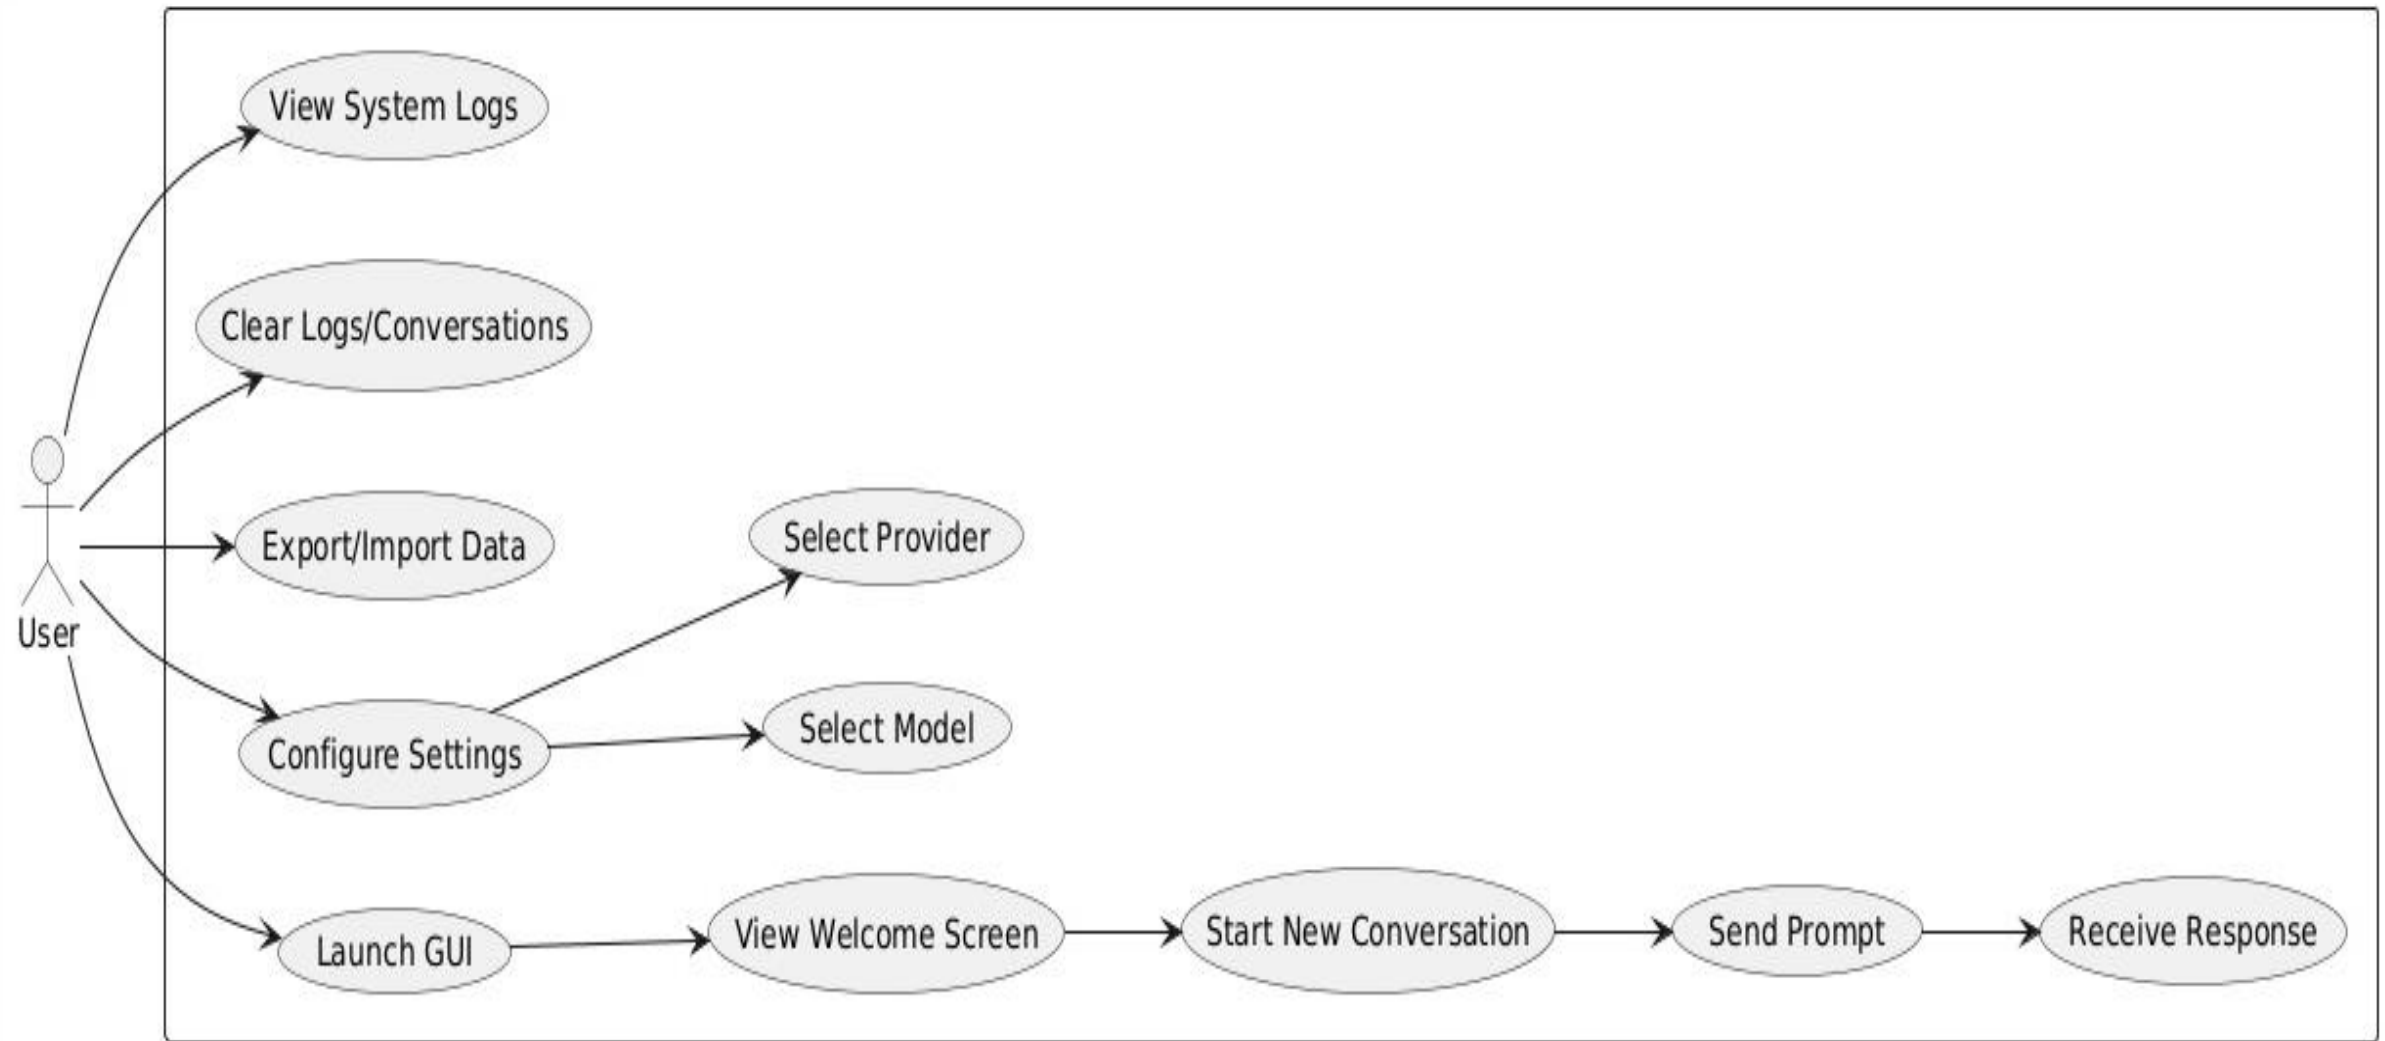 View System Logs
Clear Logs/Conversations
Export/Import Data
Select Provider
User
Select Model
Configure Settings
Launch GUI
View Welcome Screen
Start New Conversation
Send Prompt
Receive Response